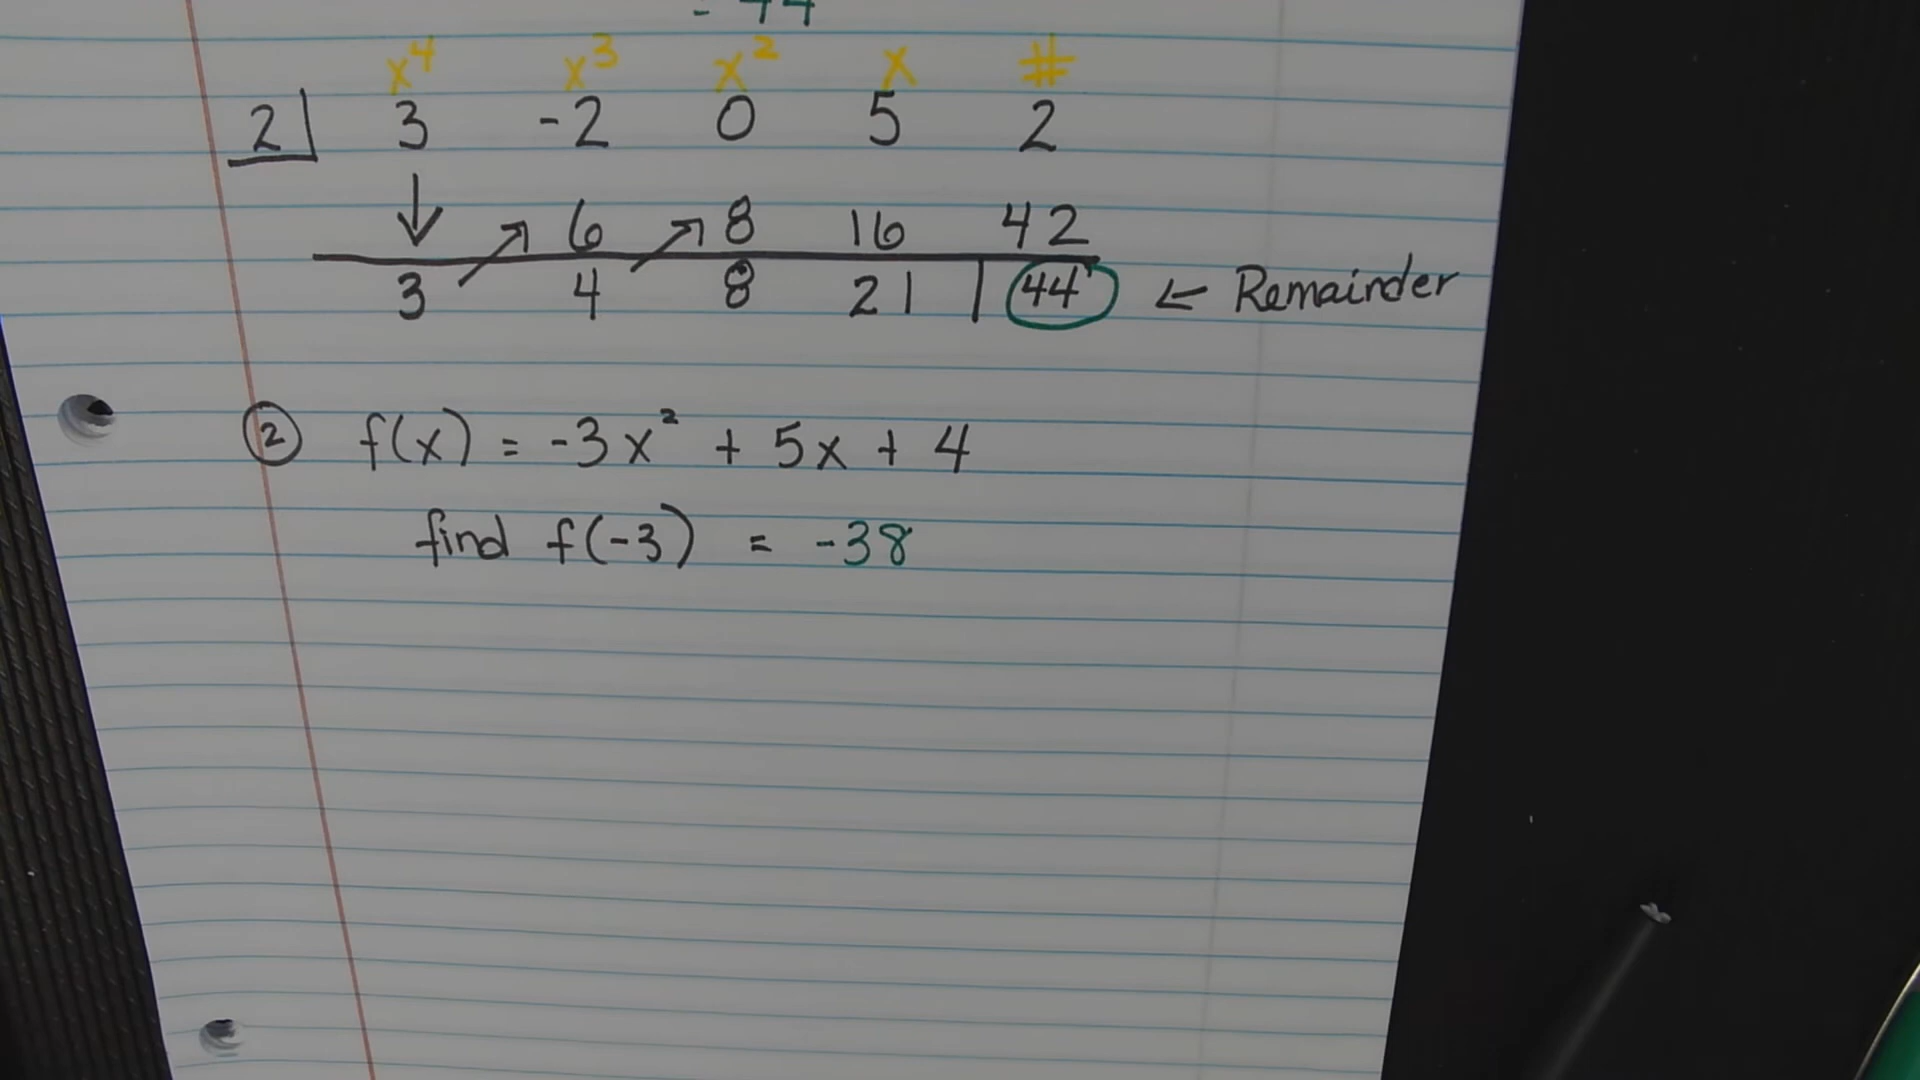 = 44
x⁴ x³ x² x #
2| 3 -2 0 5 2
↓ ↗ 6 ↗ 8 16 42
3 4 8 21 | 44 ← Remainder
② f(x) = -3x² + 5x + 4
find f(-3) = -38